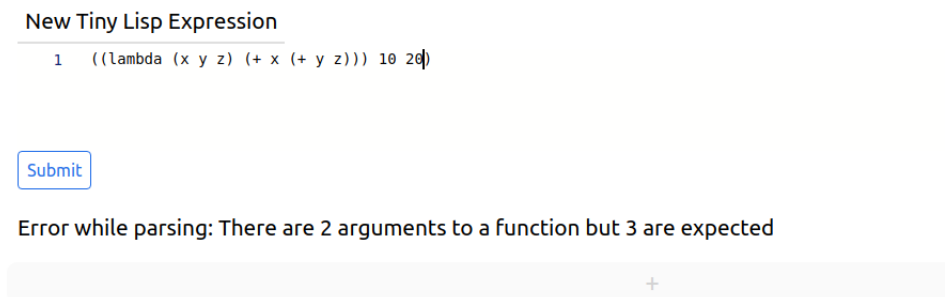 New Tiny Lisp Expression
1 ((lambda (x y z) (+ x (+ y z))) 10 20)
Submit
Error while parsing: There are 2 arguments to a function but 3 are expected
+